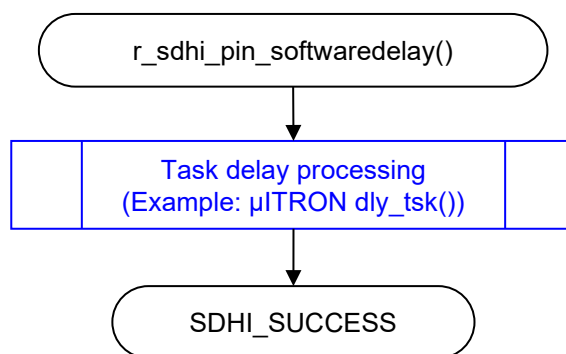 r_sdhi_pin_softwaredelay()
Task delay processing
(Example: µITRON dly_tsk())
SDHI_SUCCESS